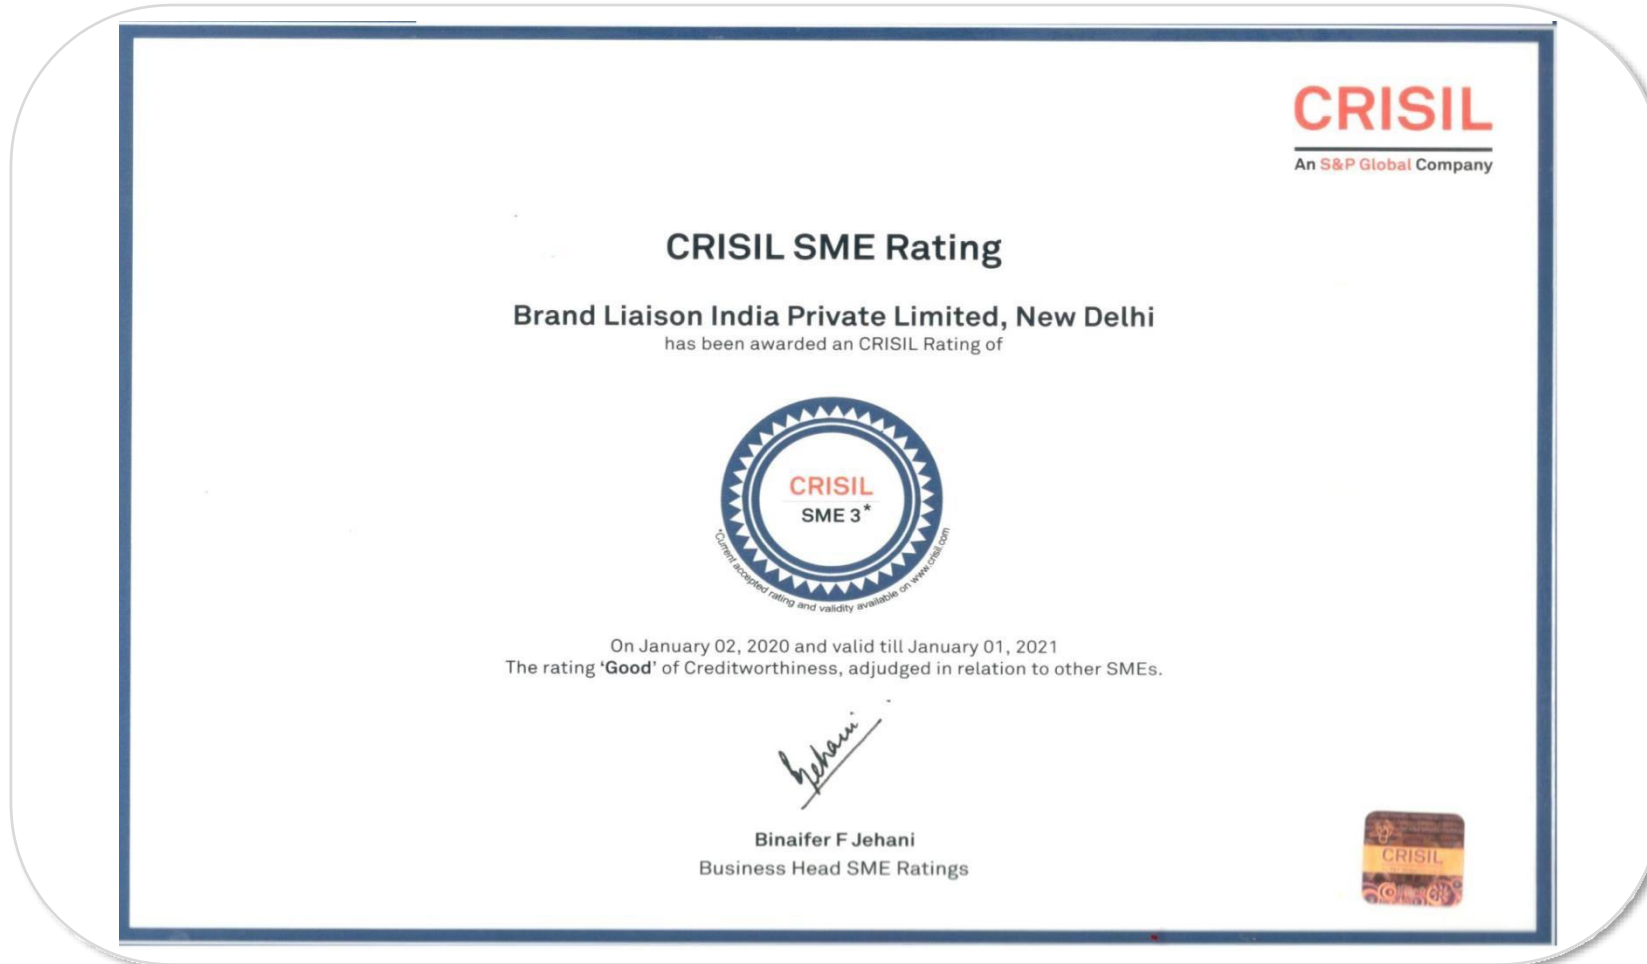 CRISIL
An S&P Global Company
CRISIL SME Rating
Brand Liaison India Private Limited, New Delhi
has been awarded an CRISIL Rating of
CRISIL
SME 3*
*Current accepted rating and validity available on www.crisil.com
On January 02, 2020 and valid till January 01, 2021
The rating 'Good' of Creditworthiness, adjudged in relation to other SMEs.
Jehani
Binaifer F Jehani
Business Head SME Ratings
CRISIL